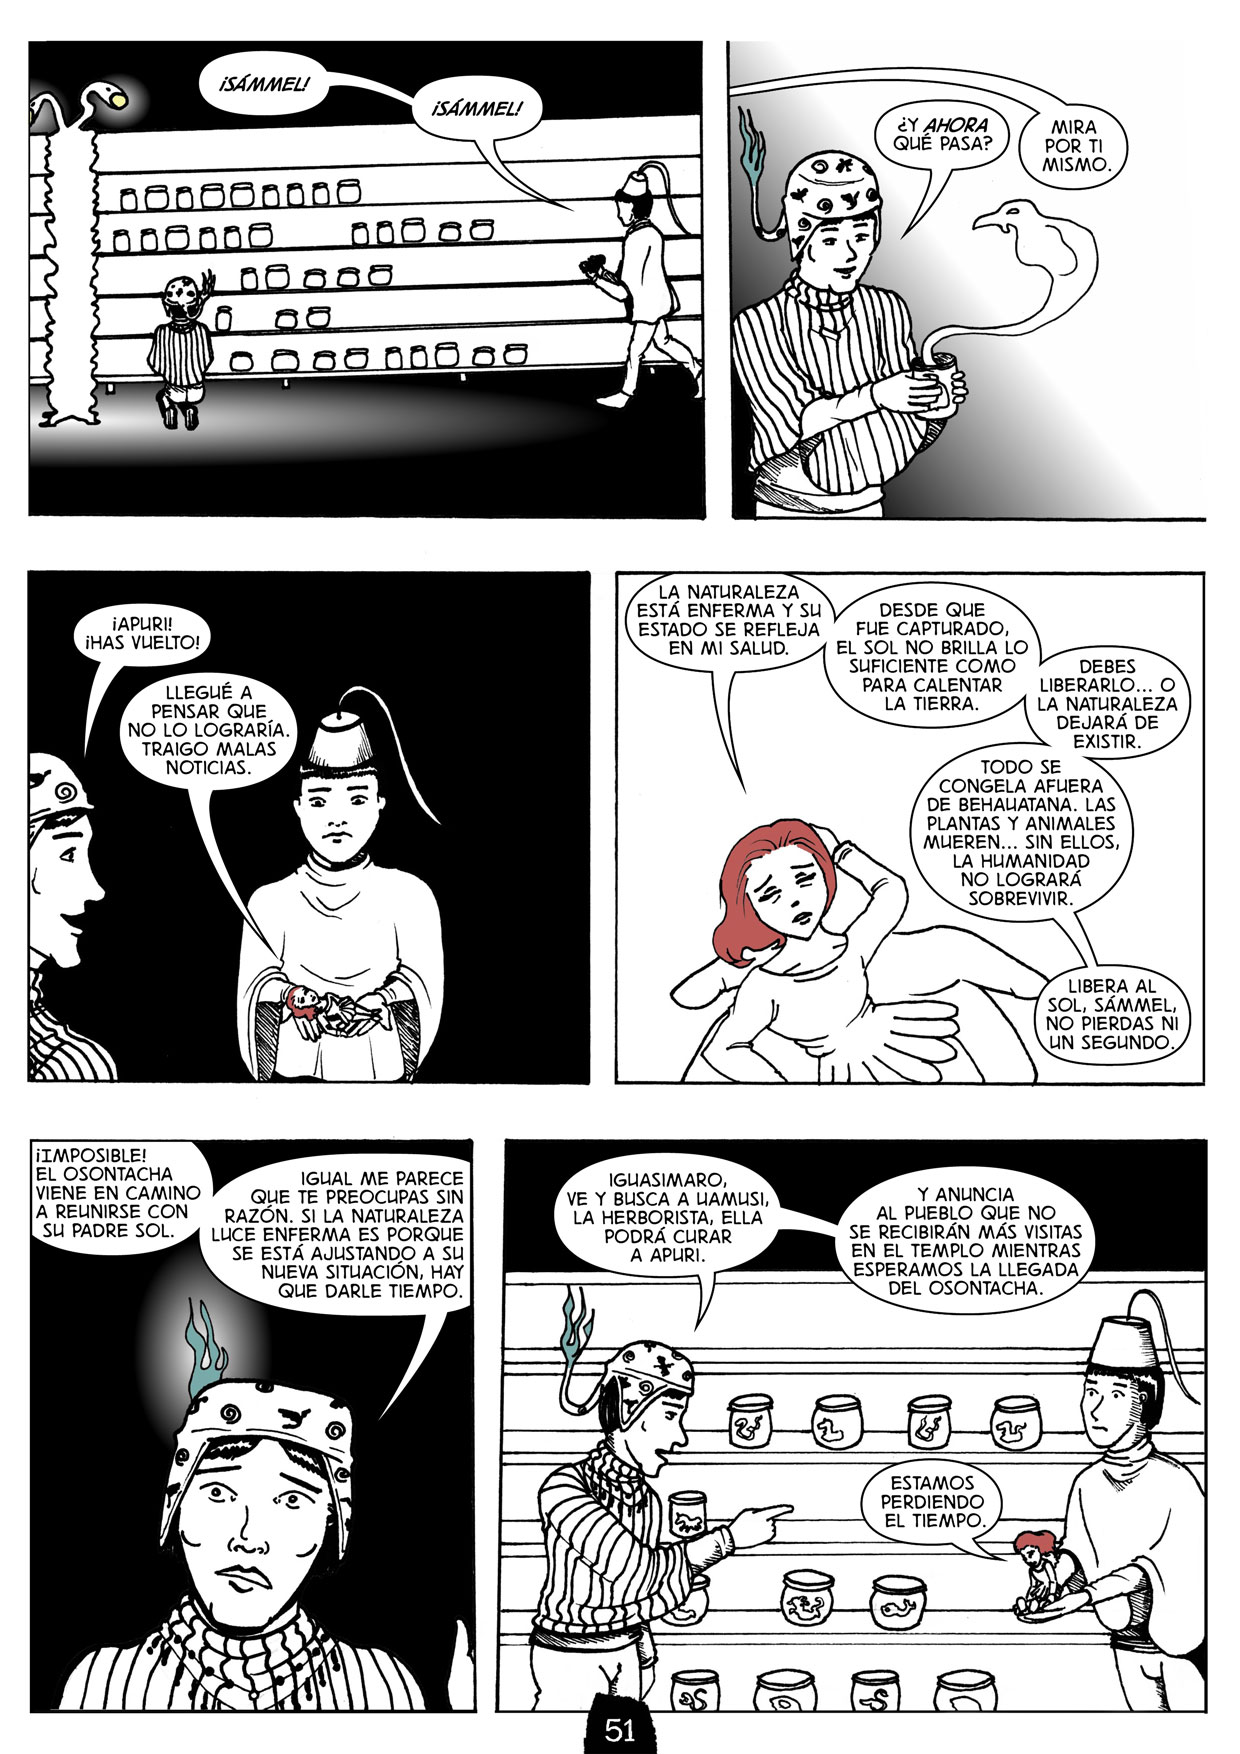 ¡SÁMMEL!
¡SÁMMEL!
¿Y AHORA
QUÉ PASA?
MIRA
POR TI
MISMO.
¡APURI!
¡HAS VUELTO!
LLEGUÉ A
PENSAR QUE
NO LO LOGRARÍA.
TRAIGO MALAS
NOTICIAS.
LA NATURALEZA
ESTÁ ENFERMA Y SU
ESTADO SE REFLEJA
EN MI SALUD.
DESDE QUE
FUE CAPTURADO,
EL SOL NO BRILLA LO
SUFICIENTE COMO
PARA CALENTAR
LA TIERRA.
DEBES
LIBERARLO... O
LA NATURALEZA
DEJARÁ DE
EXISTIR.
TODO SE
CONGELA AFUERA
DE BEHAUATANA. LAS
PLANTAS Y ANIMALES
MUEREN... SIN ELLOS,
LA HUMANIDAD
NO LOGRARÁ
SOBREVIVIR.
LIBERA AL
SOL, SÁMMEL,
NO PIERDAS NI
UN SEGUNDO.
¡IMPOSIBLE!
EL OSONTACHA
VIENE EN CAMINO
A REUNIRSE CON
SU PADRE SOL.
IGUAL ME PARECE
QUE TE PREOCUPAS SIN
RAZÓN. SI LA NATURALEZA
LUCE ENFERMA ES PORQUE
SE ESTÁ AJUSTANDO A SU
NUEVA SITUACIÓN, HAY
QUE DARLE TIEMPO.
IGUASIMARO,
VE Y BUSCA A UAMUSI,
LA HERBORISTA, ELLA
PODRÁ CURAR
A APURI.
Y ANUNCIA
AL PUEBLO QUE NO
SE RECIBIRÁN MÁS VISITAS
EN EL TEMPLO MIENTRAS
ESPERAMOS LA LLEGADA
DEL OSONTACHA.
ESTAMOS
PERDIENDO
EL TIEMPO.
51